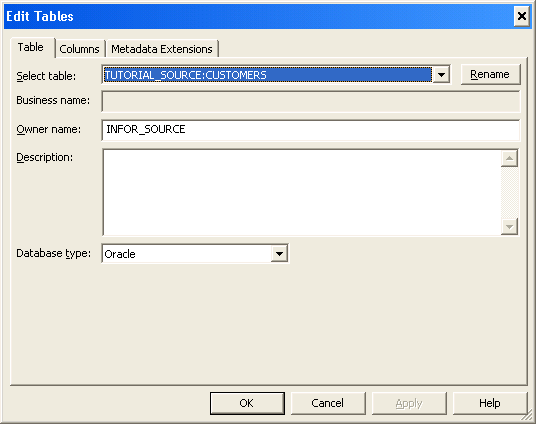 Edit Tables
Table Columns Metadata Extensions
Select table: TUTORIAL_SOURCE:CUSTOMERS Rename
Business name:
Owner name: INFOR_SOURCE
Description:
Database type: Oracle
OK Cancel Apply Help